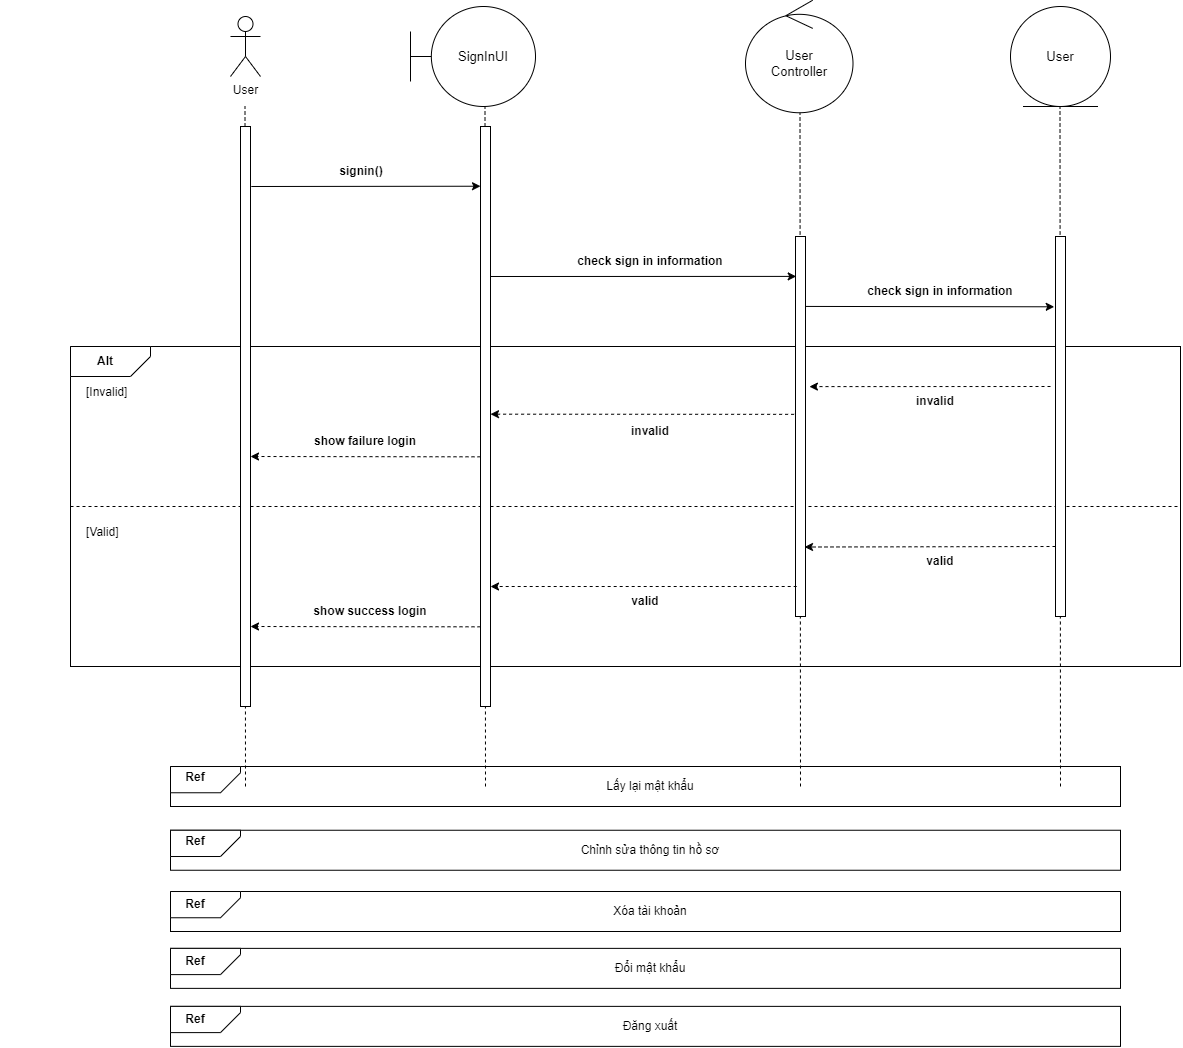 User
SignInUI
User
Controller
User
signin()
check sign in information
check sign in information
Alt
[Invalid]
invalid
invalid
show failure login
[Valid]
valid
valid
show success login
Ref
Lấy lại mật khẩu
Ref
Chỉnh sửa thông tin hồ sơ
Ref
Xóa tài khoản
Ref
Đổi mật khẩu
Ref
Đăng xuất